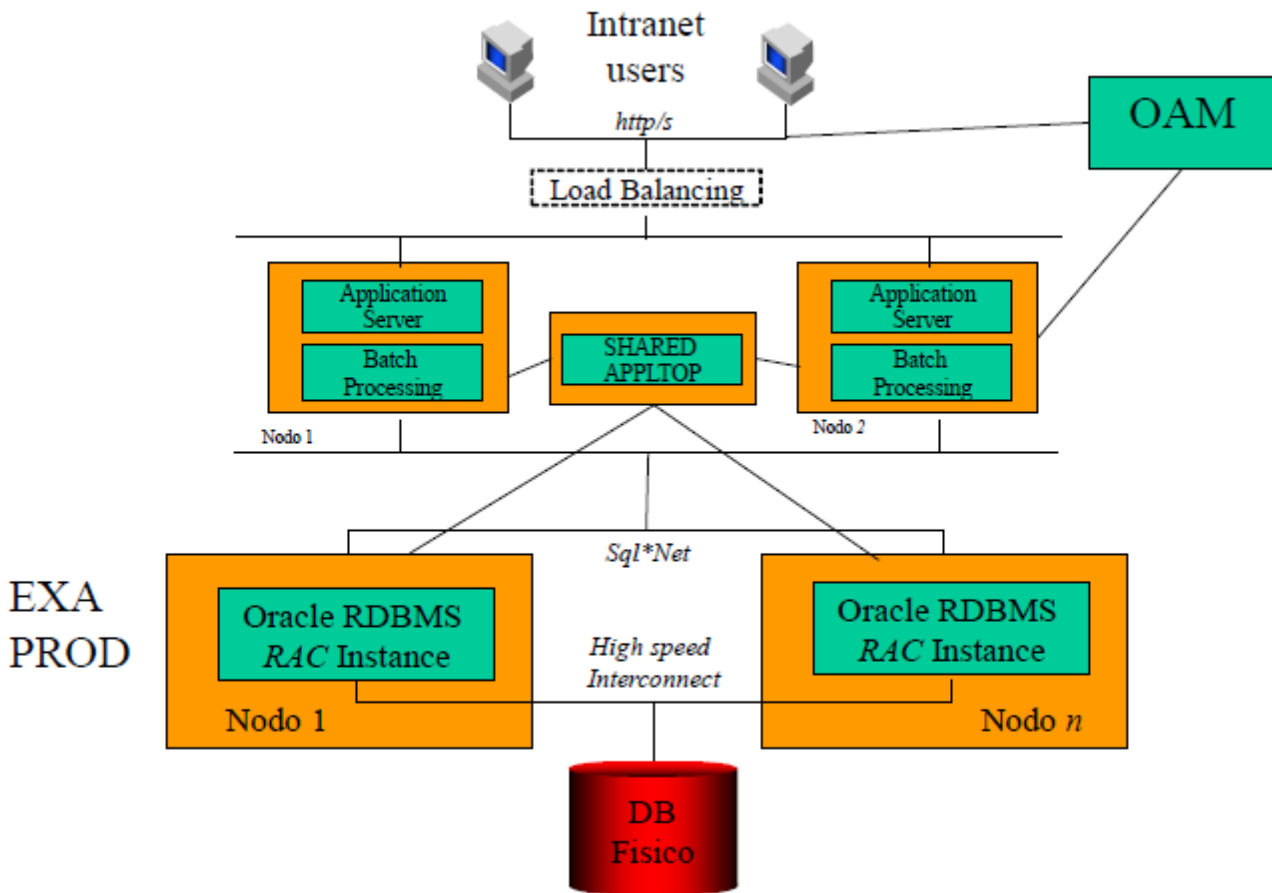 Intranet
users
http/s
OAM
Load Balancing
Application
Server
Batch
Processing
Nodo 1
SHARED
APPLTOP
Application
Server
Batch
Processing
Nodo 2
Sql*Net
EXA
PROD
Oracle RDBMS
RAC Instance
Nodo 1
High speed
Interconnect
Oracle RDBMS
RAC Instance
Nodo n
DB
Fisico